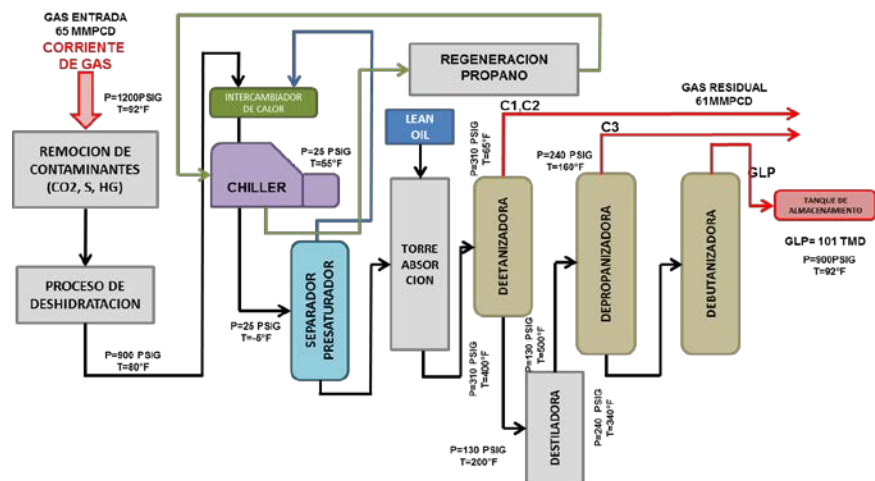 GAS ENTRADA
65 MMPCD
CORRIENTE
DE GAS
P=1200PSIG
T=92°F
REMOCION DE
CONTAMINANTES
(CO2, S, HG)
PROCESO DE
DESHIDRATACION
P=900 PSIG
T=80°F
INTERCAMBIADOR
DE CALOR
P=25 PSIG
T=55°F
CHILLER
P=25 PSIG
T=-5°F
SEPARADOR
PRESATURADOR
REGENERACION
PROPANO
LEAN
OIL
TORRE
ABSOR
CION
P=310 PSIG
T=400°F
C1,C2
P=310 PSIG
T=65°F
DEETANIZADORA
P=130 PSIG
T=200°F
DESTILADORA
P=130 PSIG
T=500°F
P=240 PSIG
T=160°F
C3
DEPROPANIZADORA
P=240 PSIG
T=340°F
DEBUTANIZADORA
GAS RESIDUAL
61MMPCD
GLP
TANQUE DE
ALMACENAMIENTO
GLP= 101 TMD
P=900PSIG
T=92°F